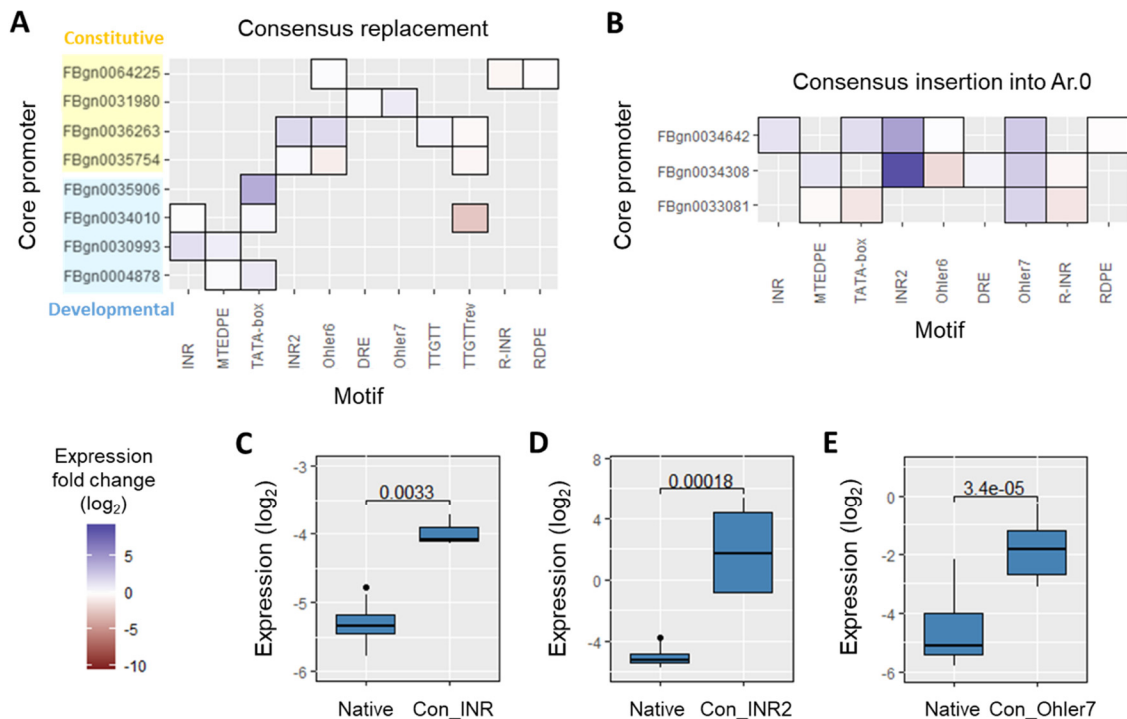 A
Constitutive
Consensus replacement
FBgn0064225
FBgn0031980
FBgn0036263
FBgn0035754
FBgn0035906
FBgn0034010
FBgn0030993
FBgn0004878
Core promoter
Developmental
INR
MTEDPE
TATA-box
INR2
Ohler6
DRE
Ohler7
TTGTT
TTGTTrev
R-INR
RDPE
Motif
B
Consensus insertion into Ar.0
FBgn0034642
FBgn0034308
FBgn0033081
Core promoter
INR
MTEDPE
TATA-box
INR2
Ohler6
DRE
Ohler7
R-INR
RDPE
Motif
Expression
fold change
(log2)
5
0
-5
-10
C
Expression (log2)
-3
-4
-5
-6
0.0033
Native Con_INR
D
Expression (log2)
8
4
0
-4
0.00018
Native Con_INR2
E
Expression (log2)
0
-2
-4
-6
3.4e-05
Native Con_Ohler7